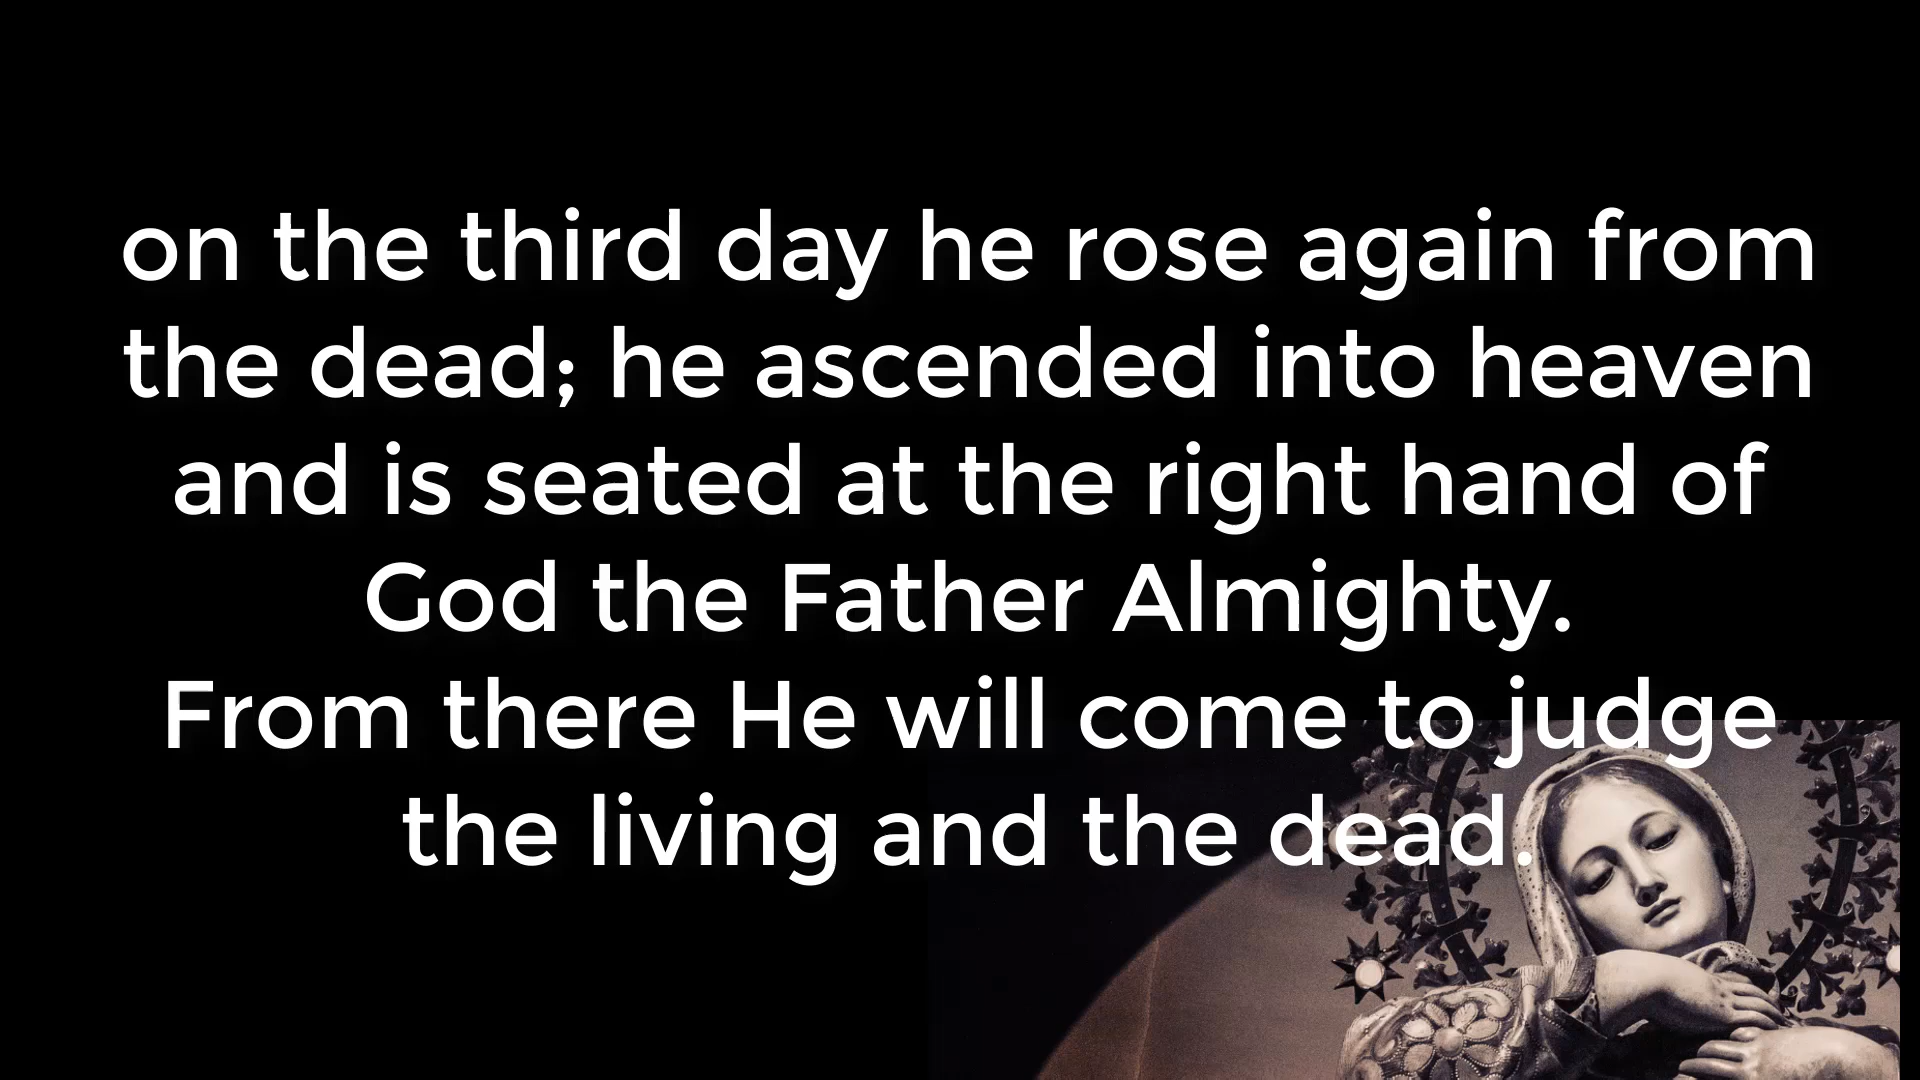 on the third day he rose again from
the dead; he ascended into heaven
and is seated at the right hand of
God the Father Almighty.
From there He will come to judge
the living and the dead.